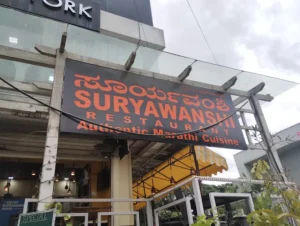 ORK
ಸೂರ್ಯವಂಶಿ
SURYAWANSHI
RESTAURANT
Authentic Marathi Cuisine